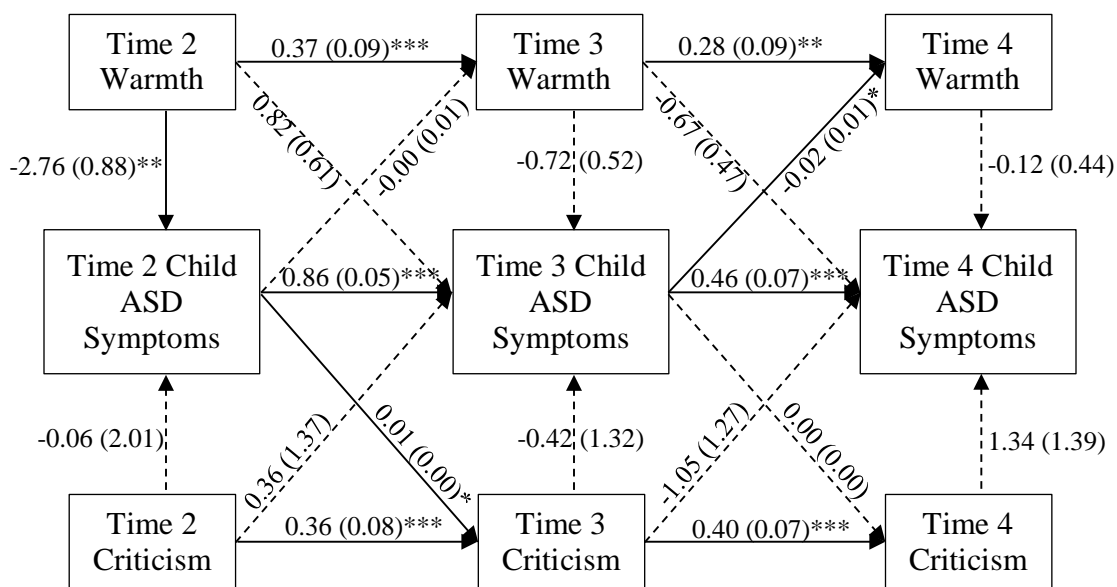 Time 2
Warmth
0.37 (0.09)***
Time 3
Warmth
0.28 (0.09)**
Time 4
Warmth
-2.76 (0.88)**
0.82 (0.61)
-0.00 (0.01)
-0.72 (0.52)
-0.67 (0.47)
-0.02 (0.01)*
-0.12 (0.44)
Time 2 Child
ASD
Symptoms
0.86 (0.05)***
Time 3 Child
ASD
Symptoms
0.46 (0.07)***
Time 4 Child
ASD
Symptoms
-0.06 (2.01)
0.36 (1.37)
0.01 (0.00)*
-0.42 (1.32)
-1.05 (1.27)
0.00 (0.00)
1.34 (1.39)
Time 2
Criticism
0.36 (0.08)***
Time 3
Criticism
0.40 (0.07)***
Time 4
Criticism